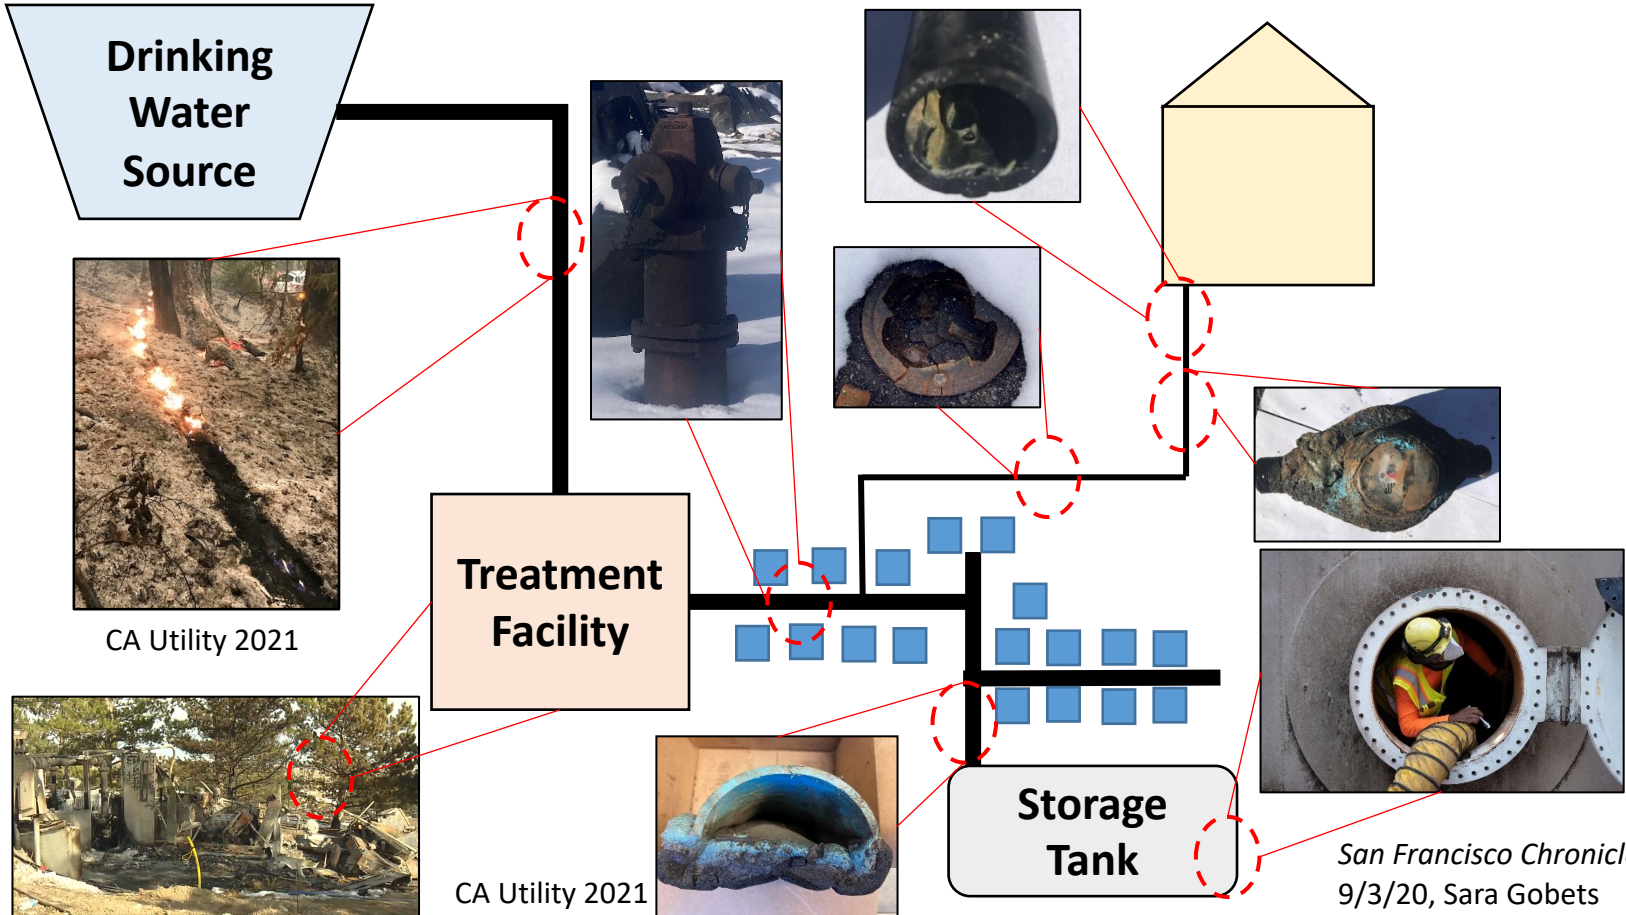 Drinking
Water
Source
CA Utility 2021
Treatment
Facility
CA Utility 2021
Storage
Tank
San Francisco Chronicl
9/3/20, Sara Gobets